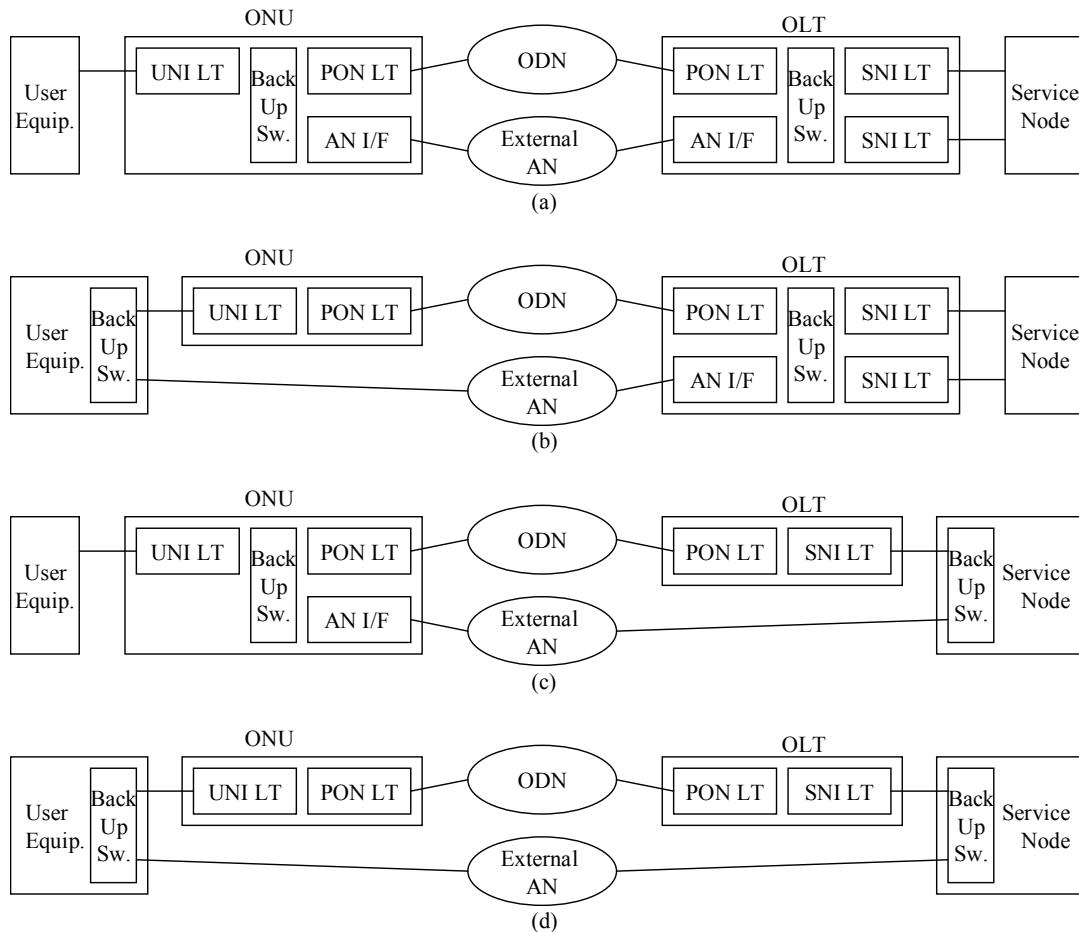 ONU
OLT
User
Equip.
UNI LT
Back
Up
Sw.
PON LT
AN I/F
ODN
External
AN
PON LT
AN I/F
Back
Up
Sw.
SNI LT
SNI LT
Service
Node
(a)
ONU
OLT
User
Equip.
Back
Up
Sw.
UNI LT
PON LT
ODN
External
AN
PON LT
AN I/F
Back
Up
Sw.
SNI LT
SNI LT
Service
Node
(b)
ONU
OLT
User
Equip.
UNI LT
Back
Up
Sw.
PON LT
AN I/F
ODN
External
AN
PON LT
SNI LT
Back
Up
Sw.
Service
Node
(c)
ONU
OLT
User
Equip.
Back
Up
Sw.
UNI LT
PON LT
ODN
External
AN
PON LT
SNI LT
Back
Up
Sw.
Service
Node
(d)